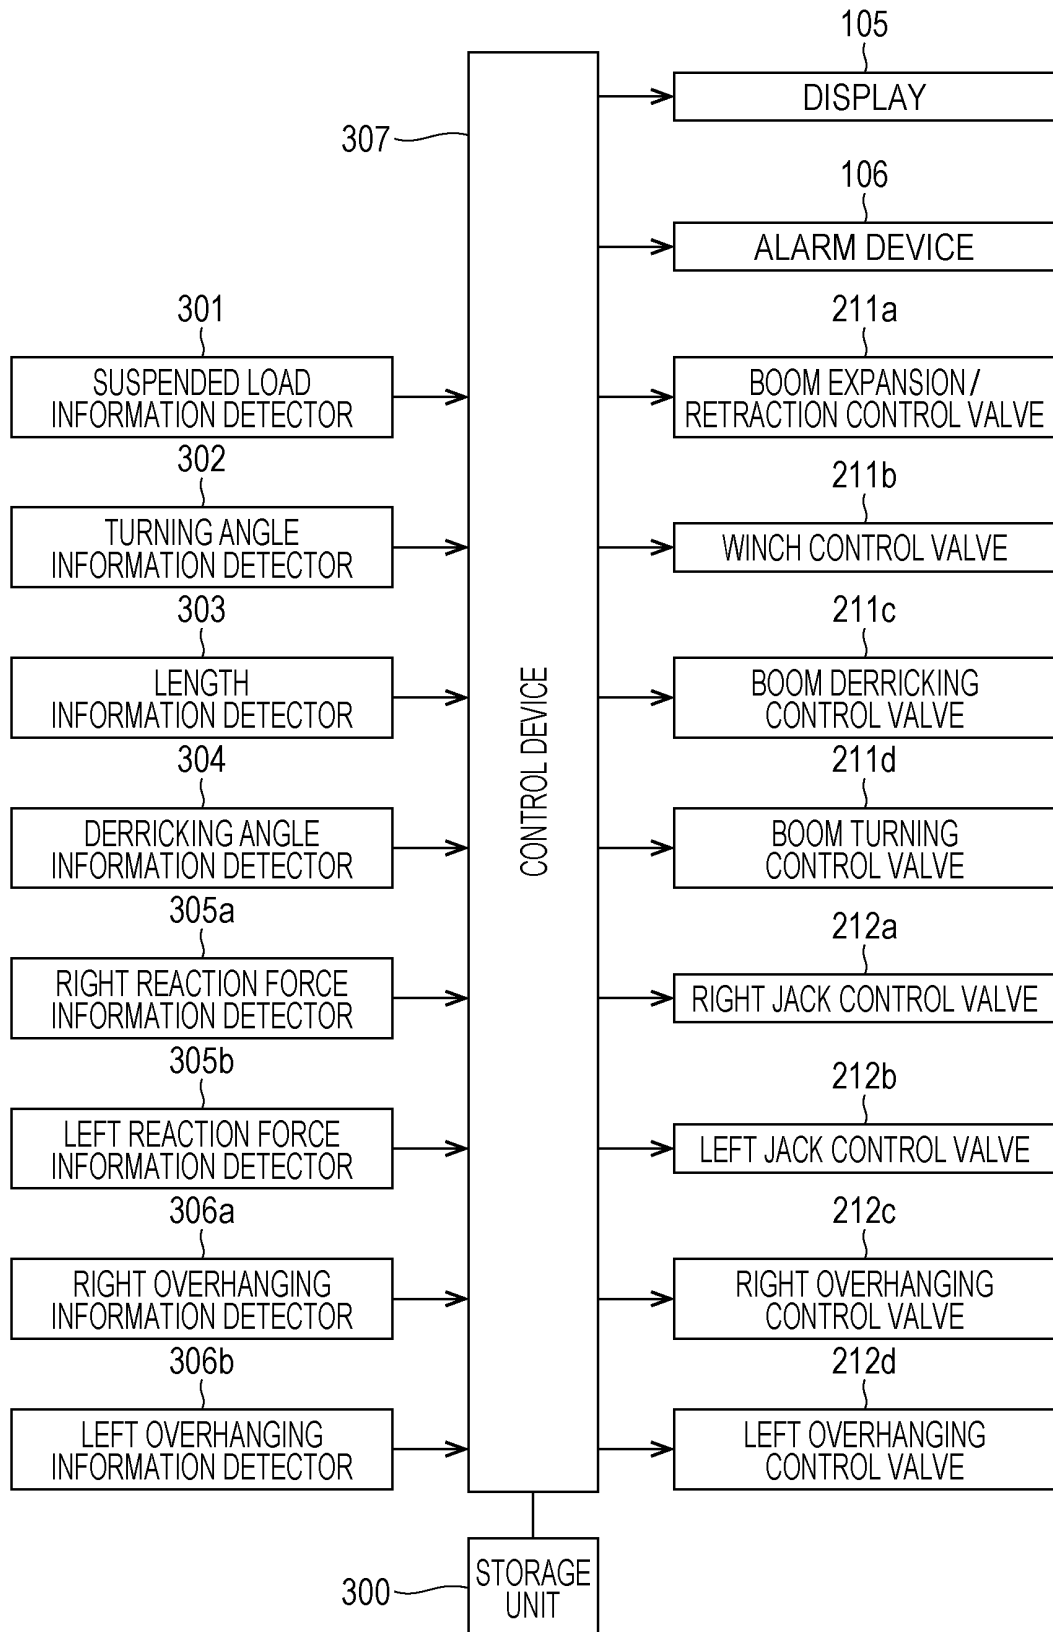 105
DISPLAY
307
106
ALARM DEVICE
301
SUSPENDED LOAD
INFORMATION DETECTOR
211a
BOOM EXPANSION/
RETRACTION CONTROL VALVE
302
TURNING ANGLE
INFORMATION DETECTOR
211b
WINCH CONTROL VALVE
303
LENGTH
INFORMATION DETECTOR
CONTROL DEVICE
211c
BOOM DERRICKING
CONTROL VALVE
304
DERRICKING ANGLE
INFORMATION DETECTOR
211d
BOOM TURNING
CONTROL VALVE
305a
RIGHT REACTION FORCE
INFORMATION DETECTOR
212a
RIGHT JACK CONTROL VALVE
305b
LEFT REACTION FORCE
INFORMATION DETECTOR
212b
LEFT JACK CONTROL VALVE
306a
RIGHT OVERHANGING
INFORMATION DETECTOR
212c
RIGHT OVERHANGING
CONTROL VALVE
306b
LEFT OVERHANGING
INFORMATION DETECTOR
212d
LEFT OVERHANGING
CONTROL VALVE
300
STORAGE
UNIT